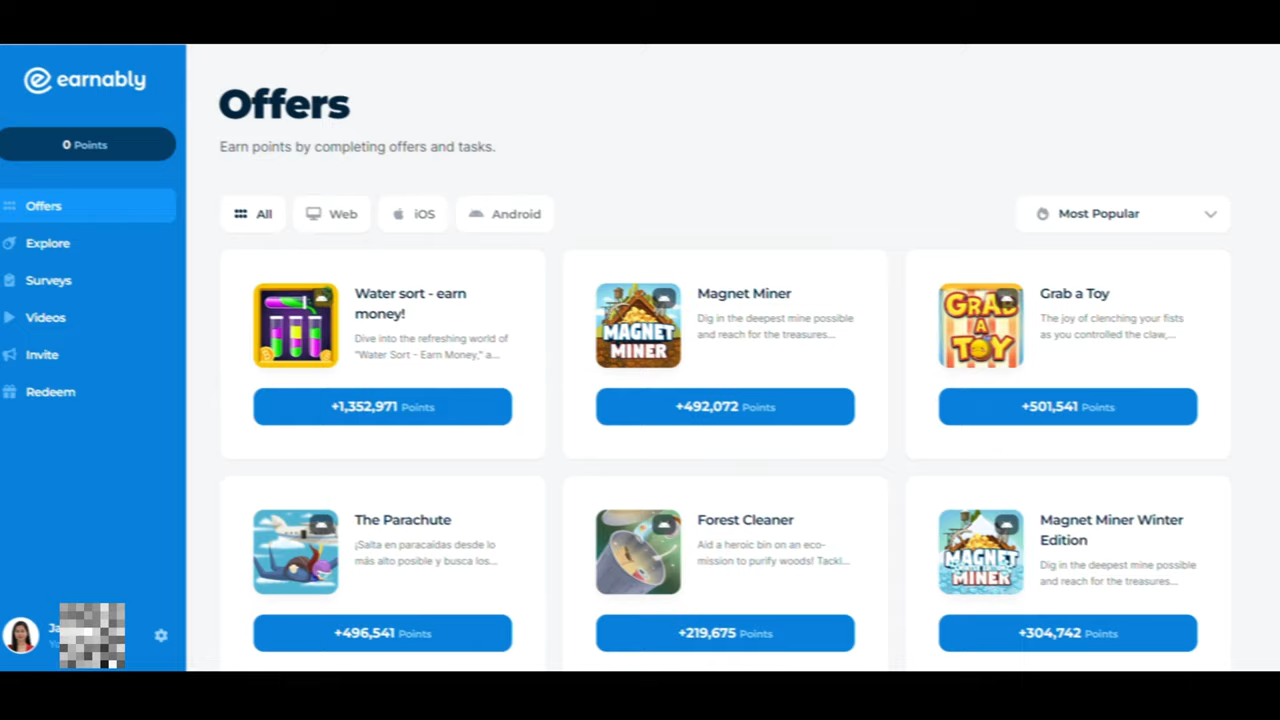 earnably
0 Points
Offers
Explore
Surveys
Videos
Invite
Redeem
Offers
Earn points by completing offers and tasks.
All
Web
iOS
Android
Most Popular
Water sort - earn
money!
Dive into the refreshing world of
"Water Sort - Earn Money," a...
+1,352,971 Points
MAGNET
MINER
Magnet Miner
Dig in the deepest mine possible
and reach for the treasures...
+492,072 Points
GRAB
A
TOY
Grab a Toy
The joy of clenching your fists
as you controlled the claw,...
+501,541 Points
The Parachute
¡Salta en paracaídas desde lo
más alto posible y busca los...
+496,541 Points
Forest Cleaner
Aid a heroic bin on an eco-
mission to purify woods! Tackl...
+219,675 Points
MAGNET
MINER
Magnet Miner Winter
Edition
Dig in the deepest mine possible
and reach for the treasures...
+304,742 Points